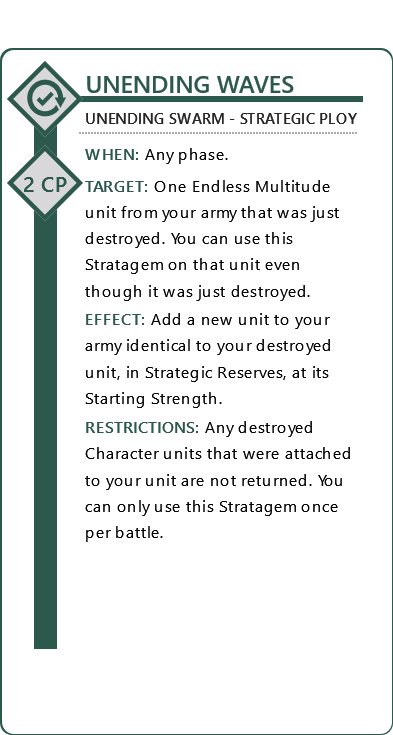 UNENDING WAVES
UNENDING SWARM - STRATEGIC PLOY
WHEN: Any phase.
2 CP
TARGET: One Endless Multitude
unit from your army that was just
destroyed. You can use this
Stratagem on that unit even
though it was just destroyed.
EFFECT: Add a new unit to your
army identical to your destroyed
unit, in Strategic Reserves, at its
Starting Strength.
RESTRICTIONS: Any destroyed
Character units that were attached
to your unit are not returned. You
can only use this Stratagem once
per battle.